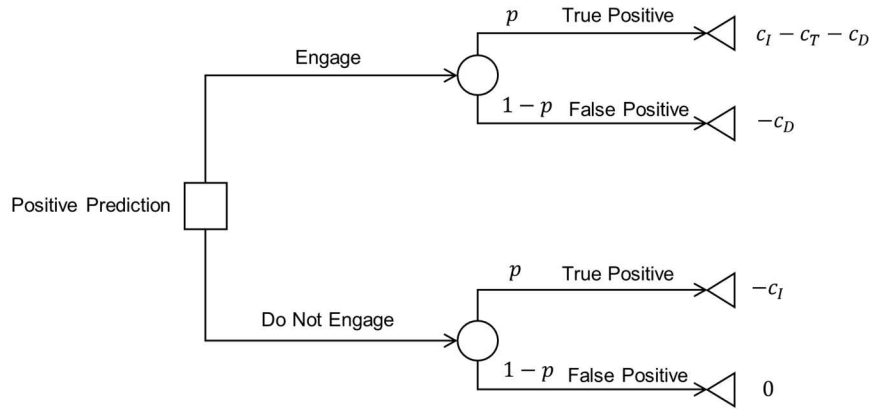 p True Positive c_I − c_T − c_D
Engage
1 − p False Positive −c_D
Positive Prediction
p True Positive −c_I
Do Not Engage
1 − p False Positive 0